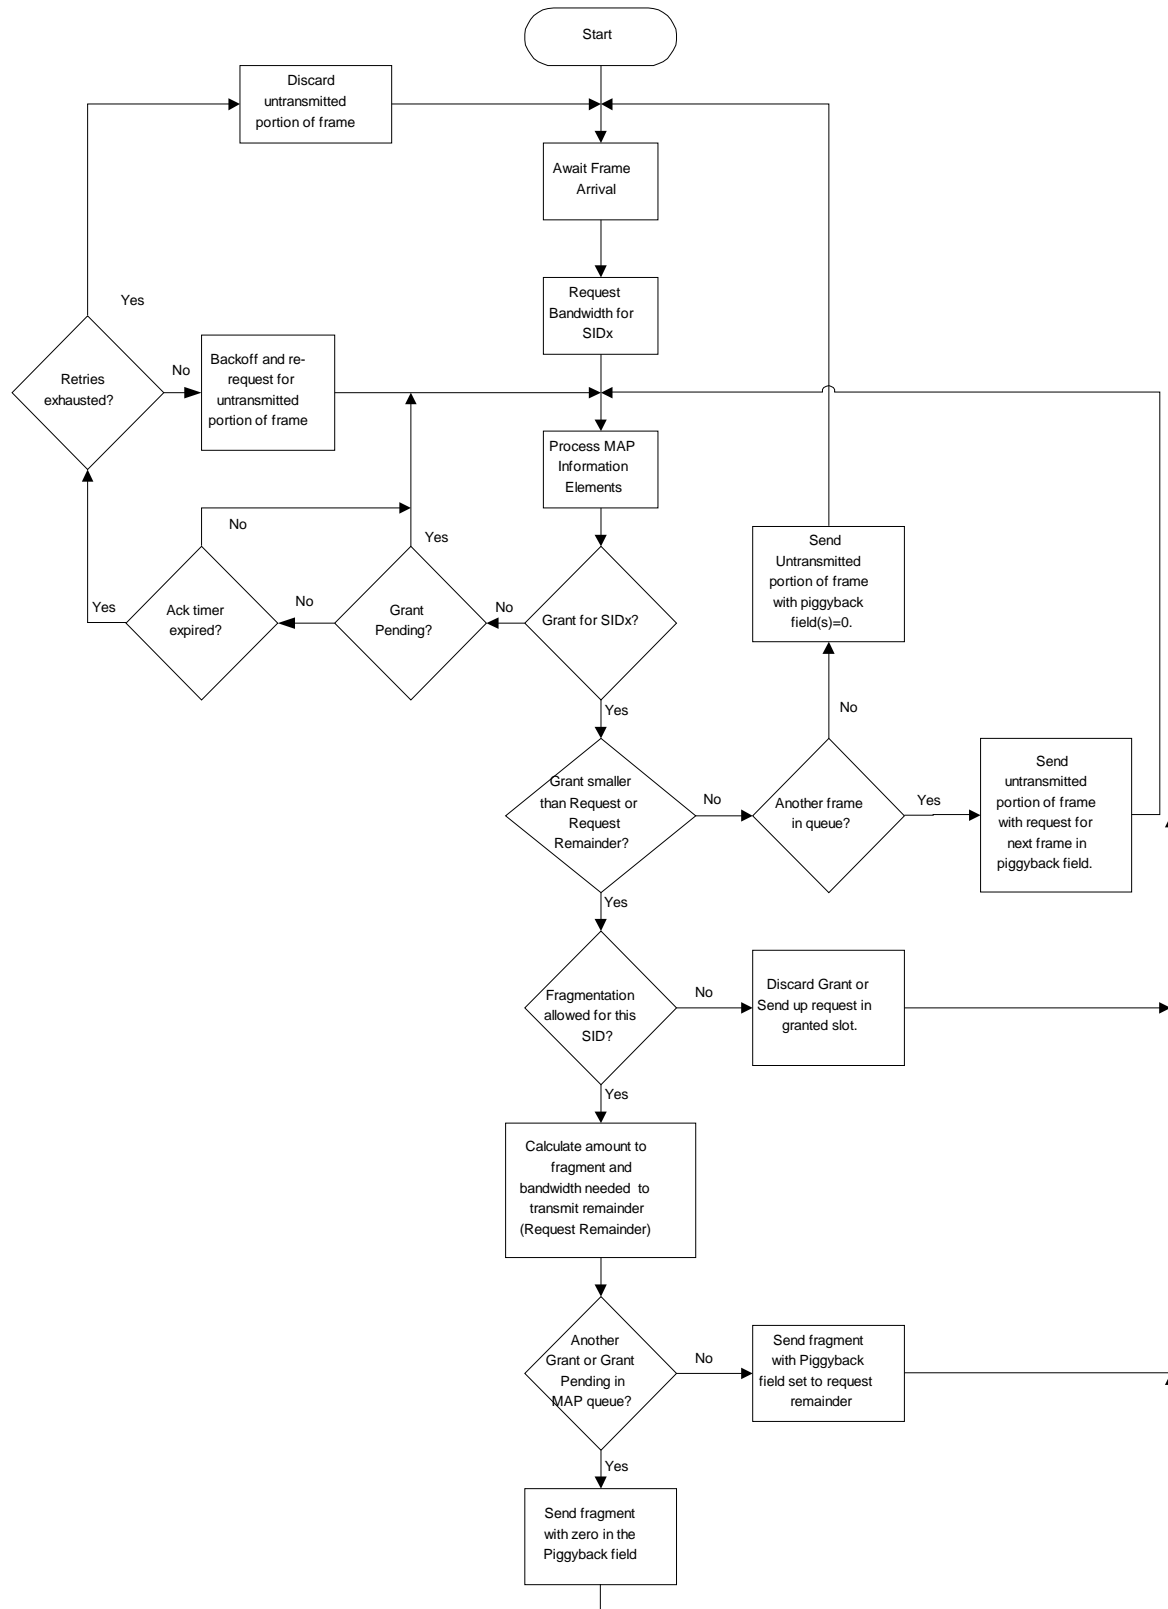 Start
Discard
untransmitted
portion of frame
Await Frame
Arrival
Request
Bandwidth for
SIDx
Yes
Retries
exhausted?
No
Backoff and re-
request for
untransmitted
portion of frame
Process MAP
Information
Elements
No
Yes
Send
Untransmitted
portion of frame
with piggyback
field(s)=0.
Yes
Ack timer
expired?
No
Grant
Pending?
No
Grant for SIDx?
Yes
No
Grant smaller
than Request or
Request
Remainder?
No
Another frame
in queue?
Yes
Send
untransmitted
portion of frame
with request for
next frame in
piggyback field.
Yes
Fragmentation
allowed for this
SID?
No
Discard Grant or
Send up request in
granted slot.
Yes
Calculate amount to
fragment and
bandwidth needed to
transmit remainder
(Request Remainder)
Another
Grant or Grant
Pending in
MAP queue?
No
Send fragment
with Piggyback
field set to request
remainder
Yes
Send fragment
with zero in the
Piggyback field